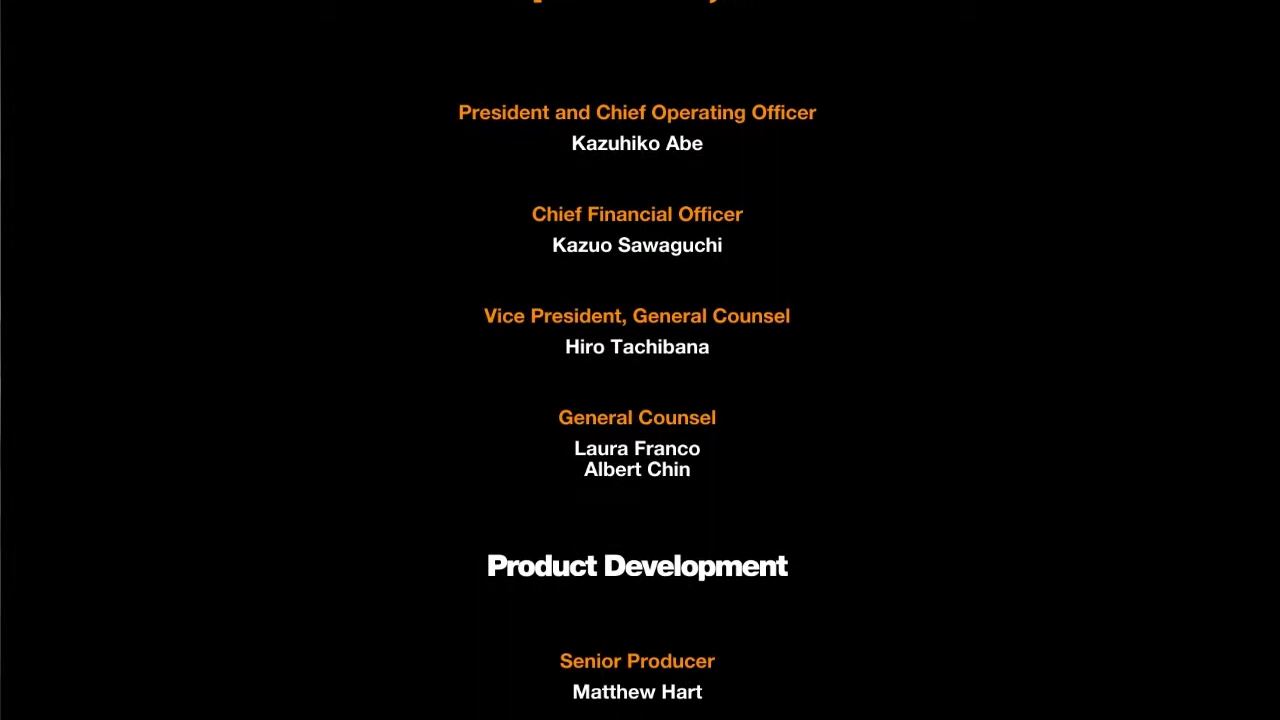 President and Chief Operating Officer
Kazuhiko Abe
Chief Financial Officer
Kazuo Sawaguchi
Vice President, General Counsel
Hiro Tachibana
General Counsel
Laura Franco
Albert Chin
Product Development
Senior Producer
Matthew Hart